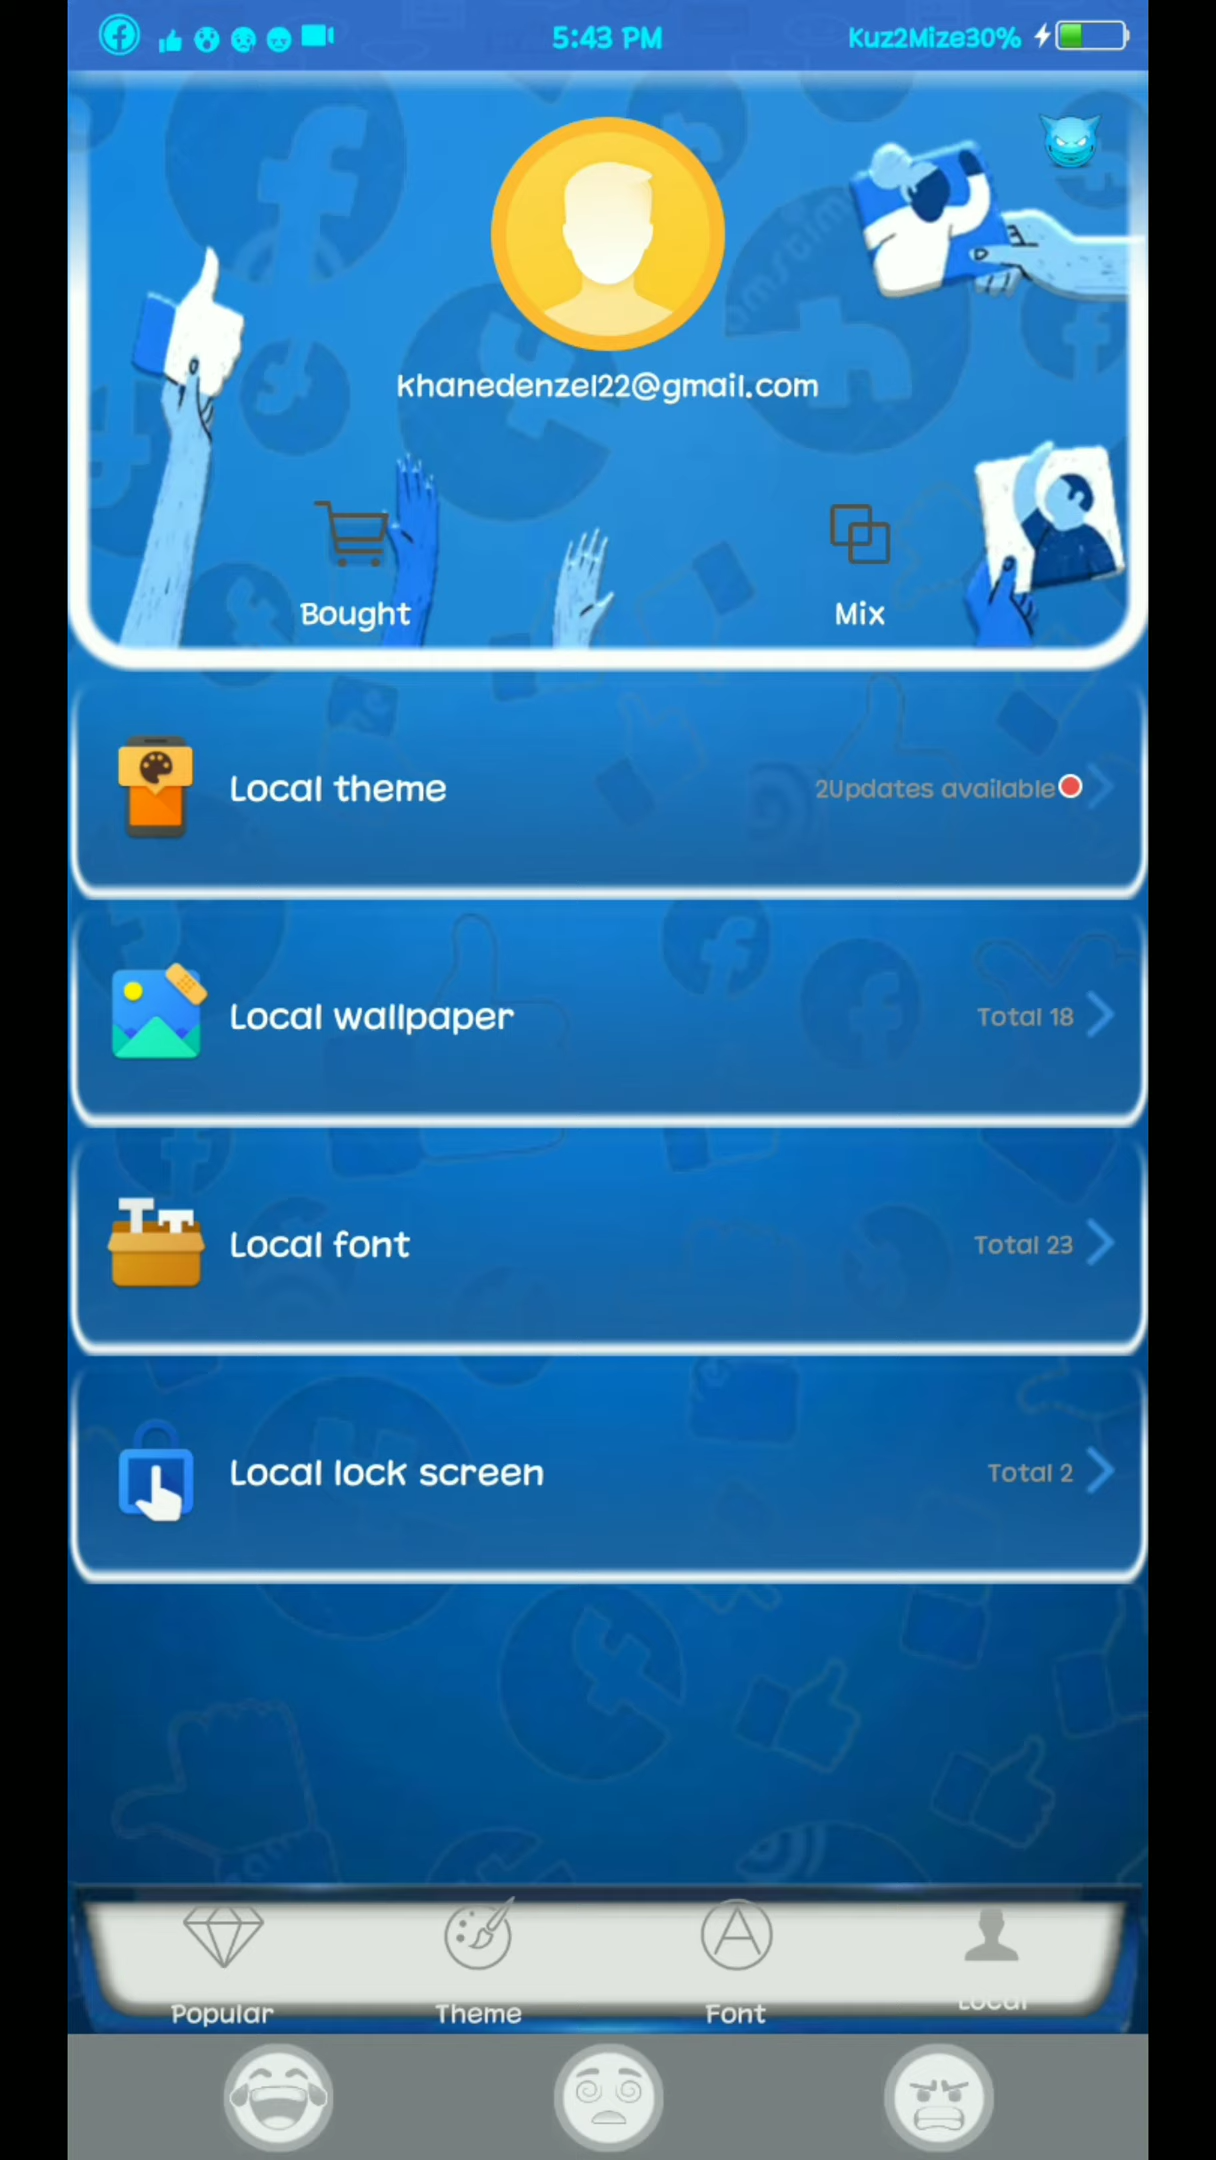 5:43 PM
Kuz2Mize30%
khanedenzel22@gmail.com
Bought
Mix
Local theme
2Updates available
Local wallpaper
Total 18
Local font
Total 23
Local lock screen
Total 2
Popular
Theme
Font
Local